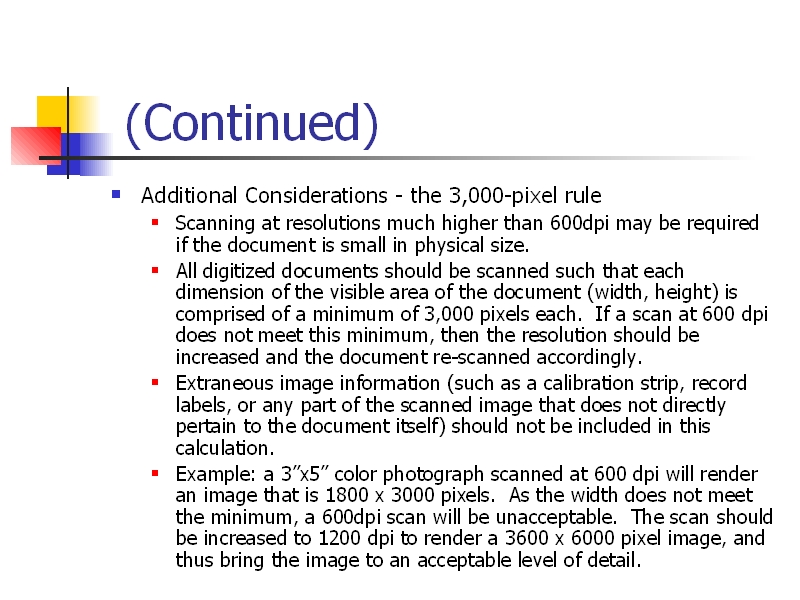 (Continued)
Additional Considerations - the 3,000-pixel rule
Scanning at resolutions much higher than 600dpi may be required
if the document is small in physical size.
All digitized documents should be scanned such that each
dimension of the visible area of the document (width, height) is
comprised of a minimum of 3,000 pixels each.  If a scan at 600 dpi
does not meet this minimum, then the resolution should be
increased and the document re-scanned accordingly.
Extraneous image information (such as a calibration strip, record
labels, or any part of the scanned image that does not directly
pertain to the document itself) should not be included in this
calculation.
Example: a 3”x5” color photograph scanned at 600 dpi will render
an image that is 1800 x 3000 pixels.  As the width does not meet
the minimum, a 600dpi scan will be unacceptable.  The scan should
be increased to 1200 dpi to render a 3600 x 6000 pixel image, and
thus bring the image to an acceptable level of detail.